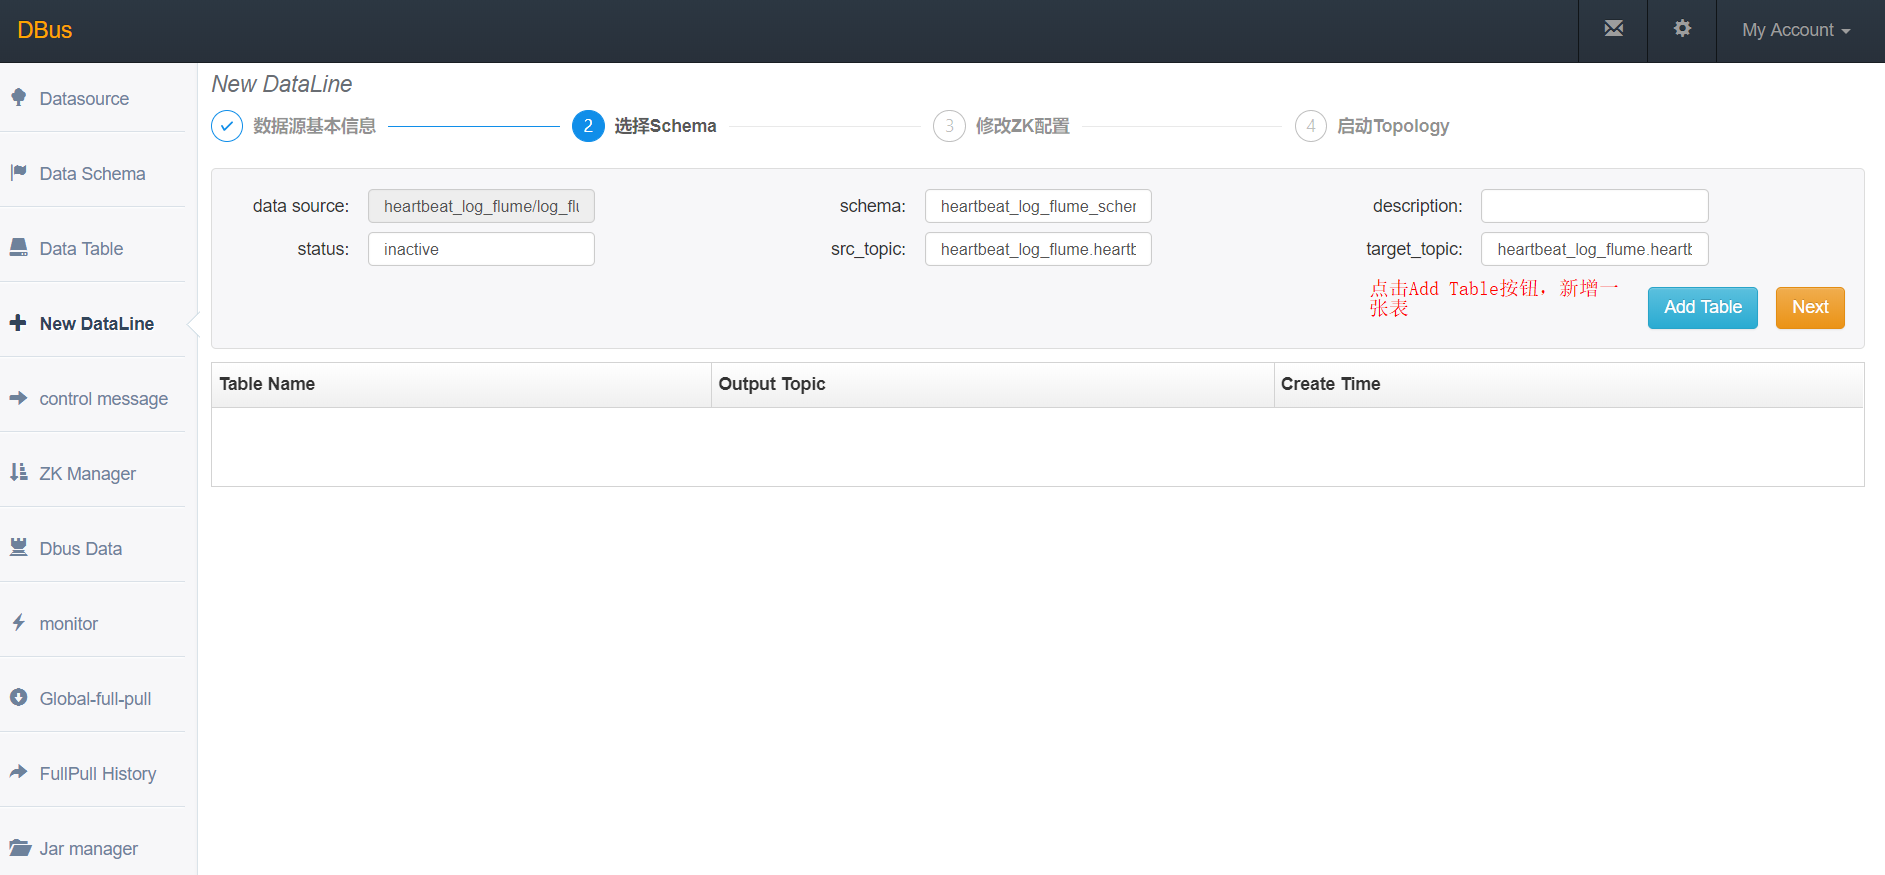 DBus
My Account
Datasource
Data Schema
Data Table
New DataLine
control message
ZK Manager
Dbus Data
monitor
Global-full-pull
FullPull History
Jar manager
New DataLine
数据源基本信息
2 选择Schema
3 修改ZK配置
4 启动Topology
data source: heartbeat_log_flume/log_flu
schema: heartbeat_log_flume_scher
description:
status: inactive
src_topic: heartbeat_log_flume.heartb
target_topic: heartbeat_log_flume.heartb
点击Add Table按钮，新增一
张表
Add Table Next
Table Name Output Topic Create Time